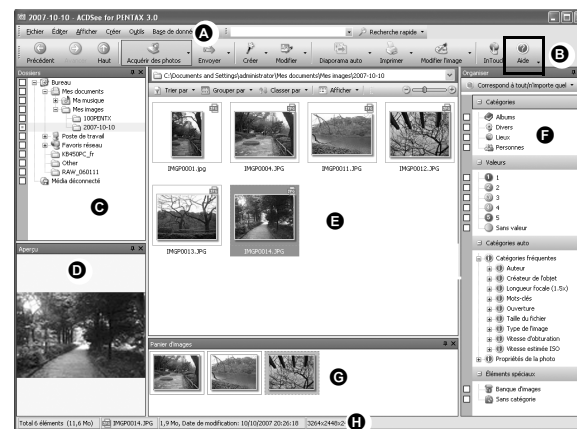 2007-10-10 - ACDSee for PENTAX 3.0
Fichier Éditer Afficher Créer Outils Base de donné A Recherche rapide
Précédent Avancer Haut Acquérir des photos Envoyer Créer Modifier Diaporama auto Imprimer Modifier l'image InTouch Aide B
Dossiers
Bureau
Mes documents
Ma musique
Mes images
100PENTX
2007-10-10
Poste de travail
Favoris réseau
KB450PC_fr
Other
RAW_060111
Média déconnecté
C
Aperçu
D
C:\Documents and Settings\administrator\Mes documents\Mes images\2007-10-10
Trier par Grouper par Classer par Afficher
IMGP0001.jpg IMGP0004.JPG IMGP0011.JPG IMGP0012.JPG
IMGP0013.JPG IMGP0014.JPG
E
Panier d'images
G
Organiser
Correspond à tout/n'importe quel
Catégories
Albums
Divers
Lieux
Personnes
F
Valeurs
1
2
3
4
5
Sans valeur
Catégories auto
Catégories fréquentes
Auteur
Créateur de l'objet
Longueur focale (1.5x)
Mots-clés
Ouverture
Taille du fichier
Type de l'image
Vitesse d'obturation
Vitesse estimée ISO
Propriétés de la photo
Éléments spéciaux
Banque d'images
Sans catégorie
Total 6 éléments (11,6 Mo) IMGP0014.JPG 1,9 Mo, Date de modification: 10/10/2007 20:26:18 3264x2448x2 H